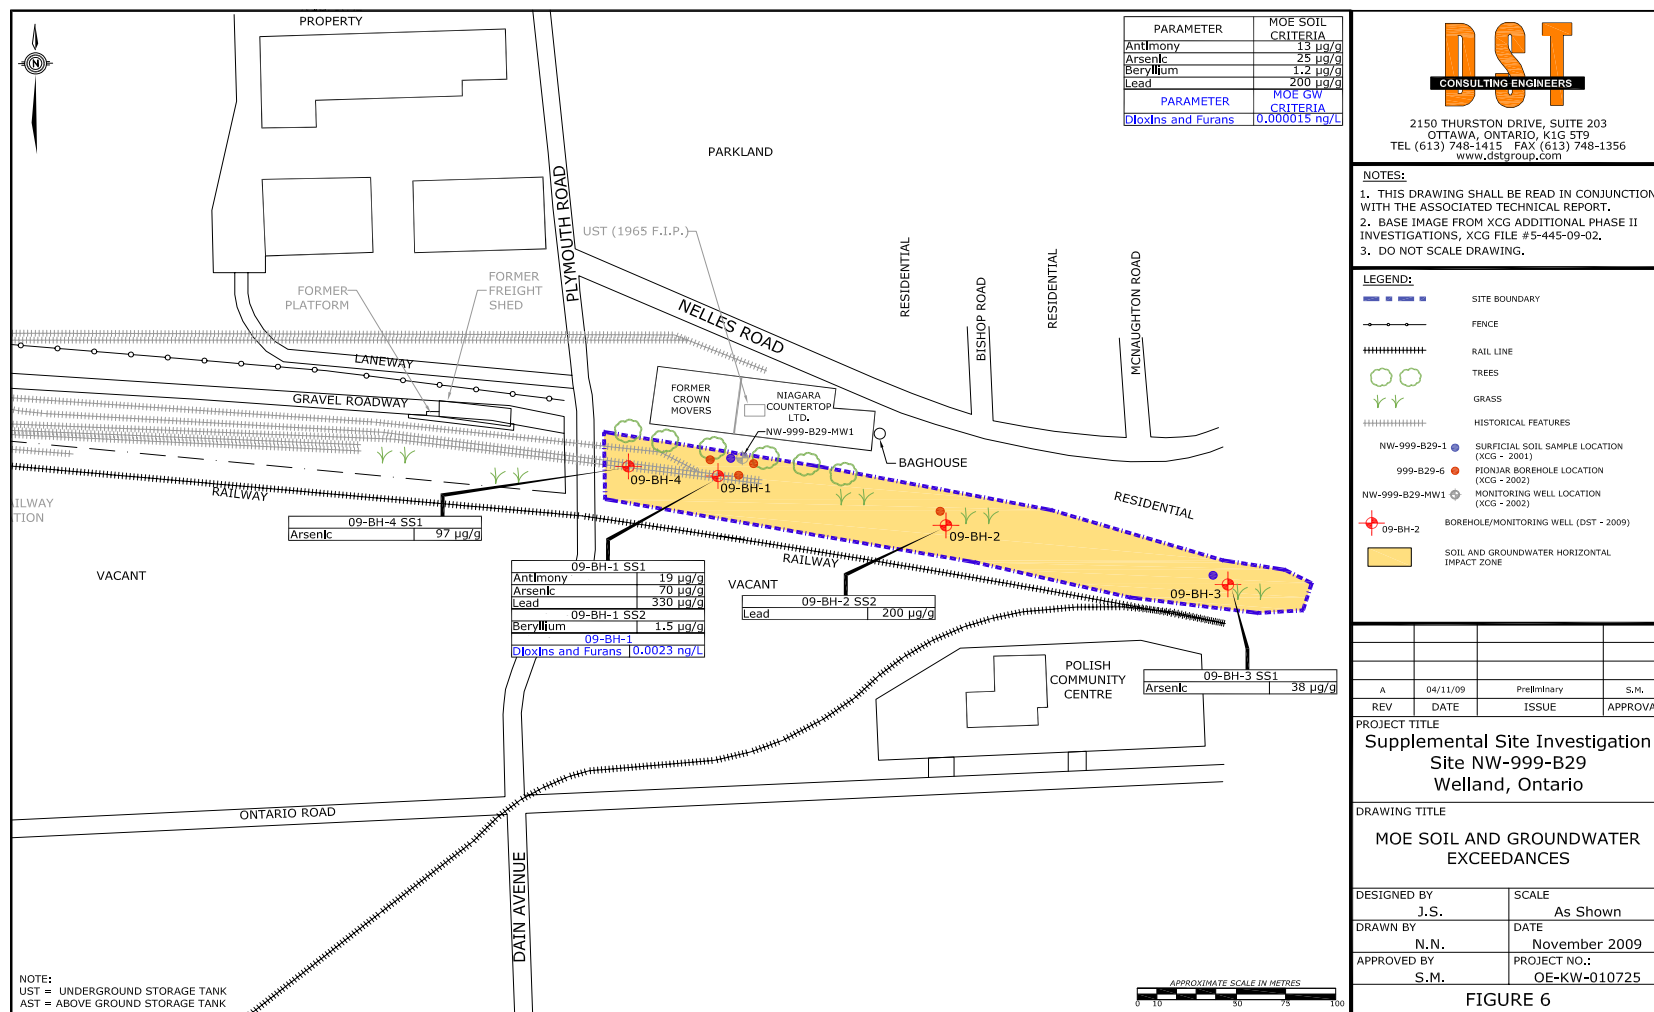 PROPERTY
PARAMETER MOE SOIL CRITERIA
Antimony 13 µg/g
Arsenic 25 µg/g
Beryllium 1.2 µg/g
Lead 200 µg/g
PARAMETER MOE GW CRITERIA
Dioxins and Furans 0.000015 ng/L
N
PARKLAND
PLYMOUTH ROAD
UST (1965 F.I.P.)
FORMER
PLATFORM
FORMER
FREIGHT
SHED
NELLES ROAD
RESIDENTIAL
BISHOP ROAD
RESIDENTIAL
MCNAUGHTON ROAD
LANEWAY
GRAVEL ROADWAY
FORMER
CROWN
MOVERS
NIAGARA
COUNTERTOP
LTD.
NW-999-B29-MW1
BAGHOUSE
RAILWAY
09-BH-4
09-BH-1
RESIDENTIAL
09-BH-2
09-BH-3
RAILWAY
VACANT
VACANT
09-BH-4 SS1
Arsenic 97 µg/g
09-BH-1 SS1
Antimony 19 µg/g
Arsenic 70 µg/g
Lead 330 µg/g
09-BH-1 SS2
Beryllium 1.5 µg/g
09-BH-1
Dioxins and Furans 0.0023 ng/L
09-BH-2 SS2
Lead 200 µg/g
09-BH-3 SS1
Arsenic 38 µg/g
POLISH
COMMUNITY
CENTRE
ONTARIO ROAD
DAIN AVENUE
NOTE:
UST = UNDERGROUND STORAGE TANK
AST = ABOVE GROUND STORAGE TANK
APPROXIMATE SCALE IN METRES
0 10 50 75 100
DST
CONSULTING ENGINEERS
2150 THURSTON DRIVE, SUITE 203
OTTAWA, ONTARIO, K1G 5T9
TEL (613) 748-1415 FAX (613) 748-1356
www.dstgroup.com
NOTES:
1. THIS DRAWING SHALL BE READ IN CONJUNCTION
WITH THE ASSOCIATED TECHNICAL REPORT.
2. BASE IMAGE FROM XCG ADDITIONAL PHASE II
INVESTIGATIONS, XCG FILE #5-445-09-02.
3. DO NOT SCALE DRAWING.
LEGEND:
SITE BOUNDARY
FENCE
RAIL LINE
TREES
GRASS
HISTORICAL FEATURES
NW-999-B29-1 SURFICIAL SOIL SAMPLE LOCATION
(XCG - 2001)
999-B29-6 PIONJAR BOREHOLE LOCATION
(XCG - 2002)
NW-999-B29-MW1 MONITORING WELL LOCATION
(XCG - 2002)
09-BH-2 BOREHOLE/MONITORING WELL (DST - 2009)
SOIL AND GROUNDWATER HORIZONTAL
IMPACT ZONE
A 04/11/09 Preliminary S.M.
REV DATE ISSUE APPROVA
PROJECT TITLE
Supplemental Site Investigation
Site NW-999-B29
Welland, Ontario
DRAWING TITLE
MOE SOIL AND GROUNDWATER
EXCEEDANCES
DESIGNED BY SCALE
J.S. As Shown
DRAWN BY DATE
N.N. November 2009
APPROVED BY PROJECT NO.:
S.M. OE-KW-010725
FIGURE 6